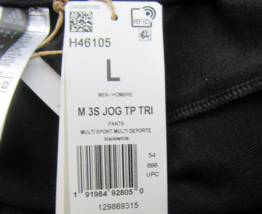 RFID
H46105
L
MEN / HOMBRE
M 3S JOG TP TRI
PANTS
MULTI SPORT MULTI DEPORTE
black/white
54
696
UPC
1 91984 92805 0
129869315